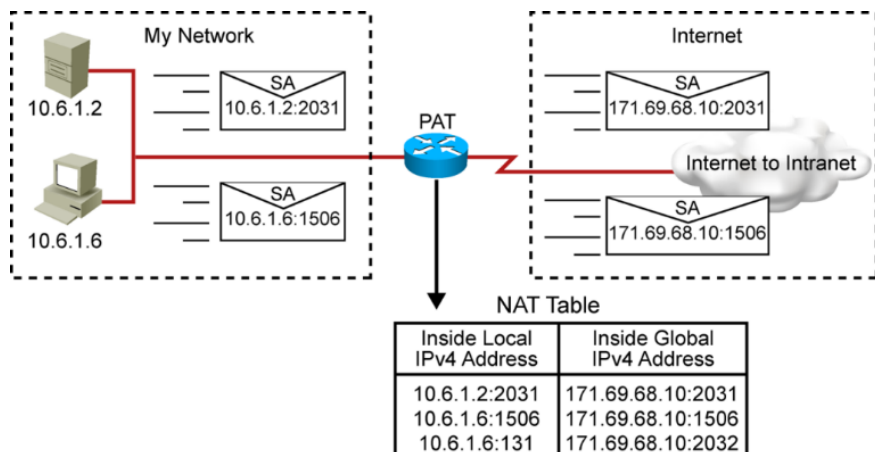 My Network
Internet
10.6.1.2
SA
10.6.1.2:2031
PAT
SA
171.69.68.10:2031
Internet to Intranet
10.6.1.6
SA
10.6.1.6:1506
SA
171.69.68.10:1506
NAT Table
Inside Local
IPv4 Address
Inside Global
IPv4 Address
10.6.1.2:2031
171.69.68.10:2031
10.6.1.6:1506
171.69.68.10:1506
10.6.1.6:131
171.69.68.10:2032